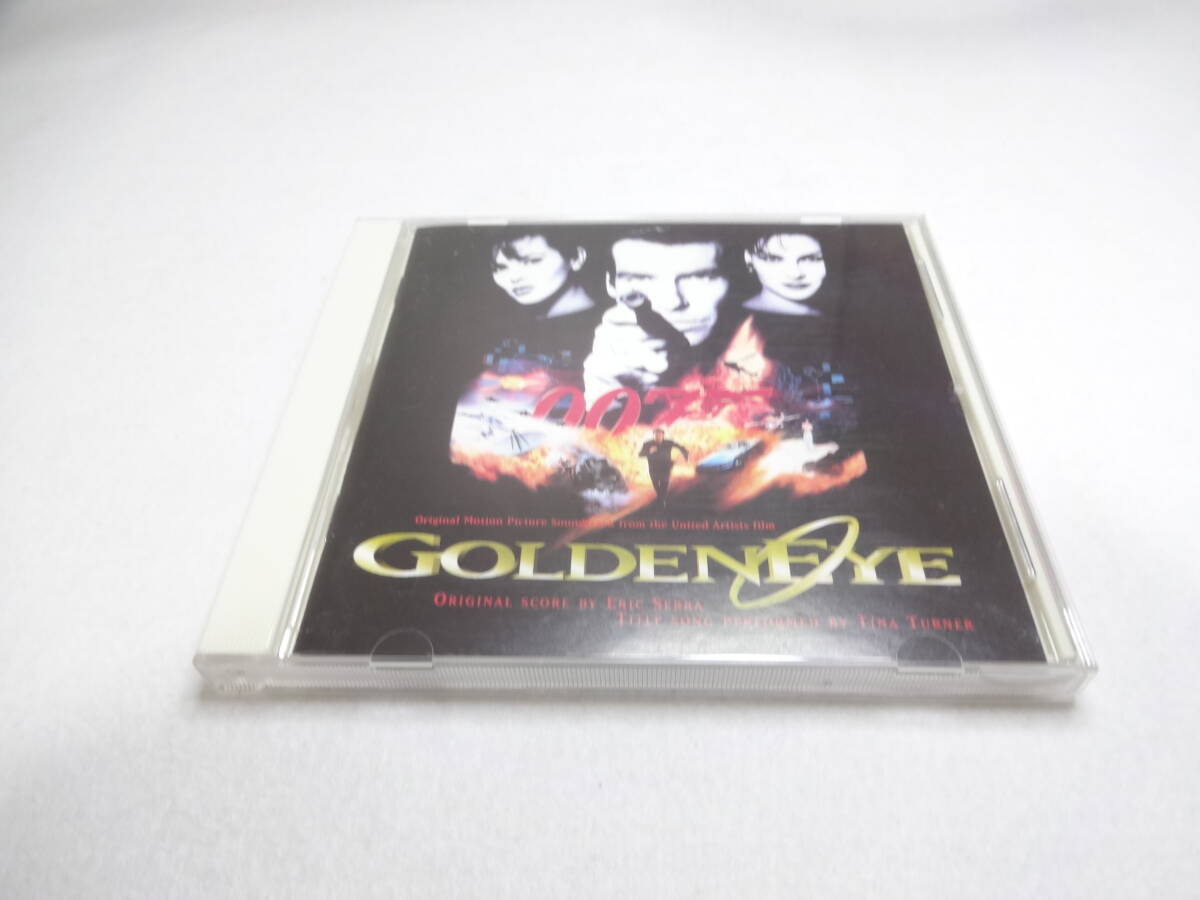 007
Original Motion Picture Soundtrack from the United Artists film
GOLDENEYE
ORIGINAL SCORE BY ERIC SERRA
TITLE SONG PERFORMED BY TINA TURNER